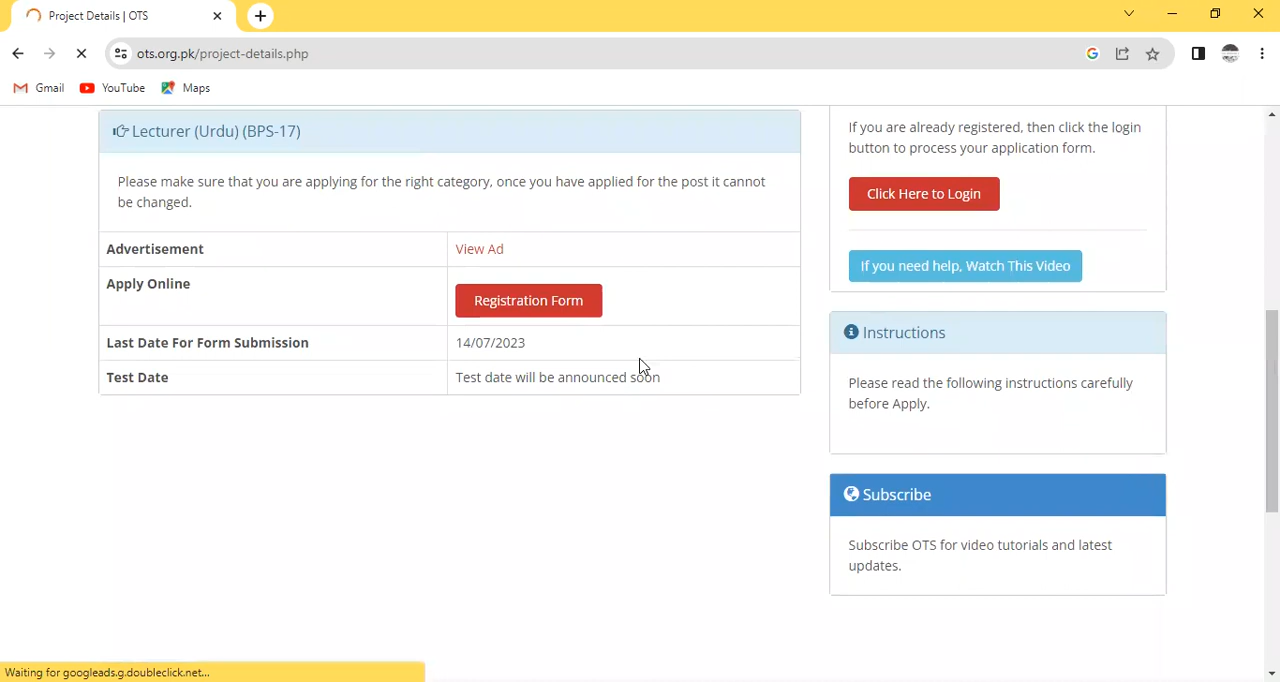 Project Details | OTS
ots.org.pk/project-details.php
Gmail YouTube Maps
Lecturer (Urdu) (BPS-17)
Please make sure that you are applying for the right category, once you have applied for the post it cannot
be changed.
Advertisement View Ad
Apply Online Registration Form
Last Date For Form Submission 14/07/2023
Test Date Test date will be announced soon
If you are already registered, then click the login
button to process your application form.
Click Here to Login
If you need help, Watch This Video
Instructions
Please read the following instructions carefully
before Apply.
Subscribe
Subscribe OTS for video tutorials and latest
updates.
Waiting for googleads.g.doubleclick.net...